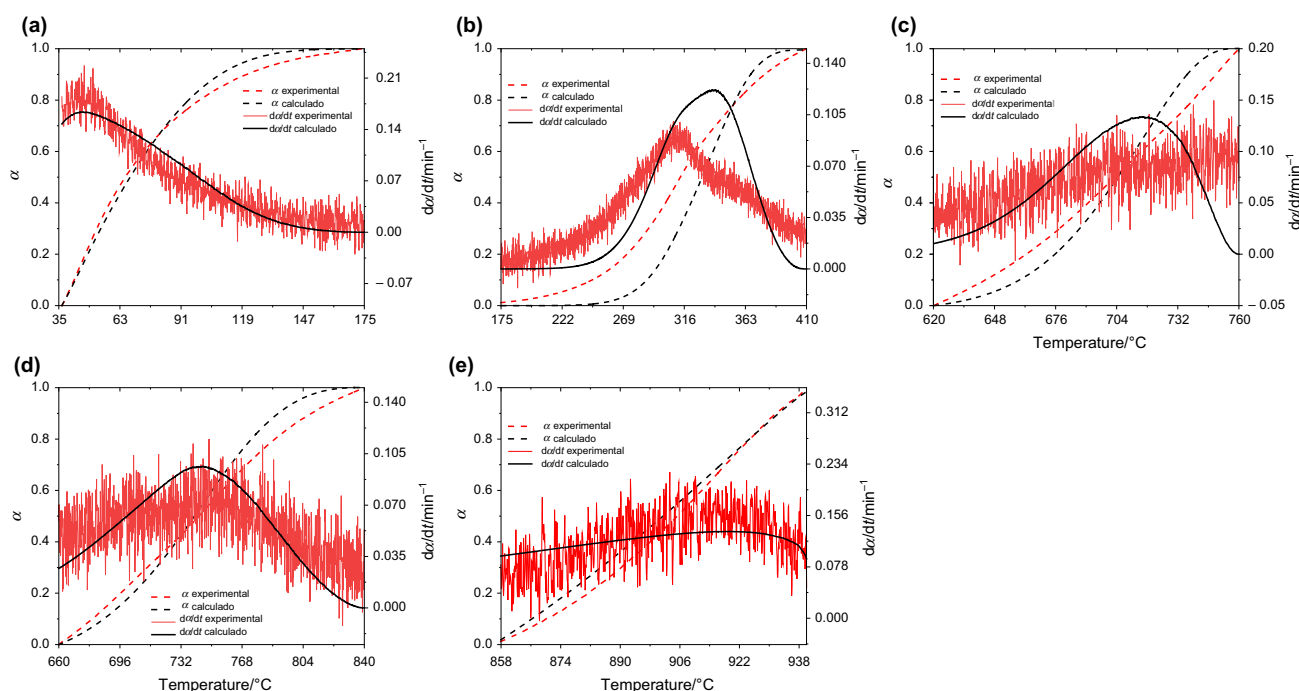 (a)
1.0
0.8
0.6
0.4
0.2
0.0
α
35
63
91
119
147
175
0.21
0.14
0.07
0.00
−0.07
dα/dt/min−1
α experimental
α calculado
dα/dt experimental
dα/dt calculado
(b)
1.0
0.8
0.6
0.4
0.2
0.0
α
175
222
269
316
363
410
0.140
0.105
0.070
0.035
0.000
dα/dt/min−1
α experimental
α calculado
dα/dt experimental
dα/dt calculado
(c)
1.0
0.8
0.6
0.4
0.2
0.0
α
620
648
676
704
732
760
Temperature/°C
0.20
0.15
0.10
0.05
0.00
−0.05
dα/dt/min−1
α experimental
α calculado
dα/dt experimental
dα/dt calculado
(d)
1.0
0.8
0.6
0.4
0.2
0.0
α
660
696
732
768
804
840
Temperature/°C
0.140
0.105
0.070
0.035
0.000
dα/dt/min−1
α experimental
α calculado
dα/dt experimental
dα/dt calculado
(e)
1.0
0.8
0.6
0.4
0.2
0.0
α
858
874
890
906
922
938
Temperature/°C
0.312
0.234
0.156
0.078
0.000
dα/dt/min−1
α experimental
α calculado
dα/dt experimental
dα/dt calculado